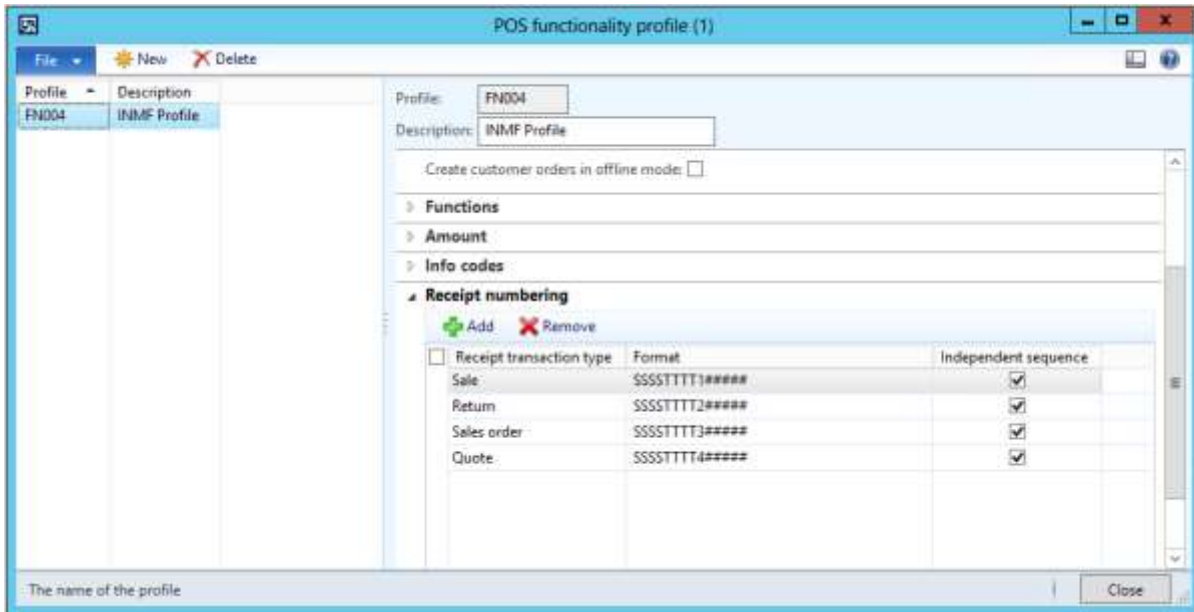 POS functionality profile (1)
File New Delete
Profile Description
FN004 INMF Profile
Profile: FN004
Description: INMF Profile
Create customer orders in offline mode:
Functions
Amount
Info codes
Receipt numbering
Add Remove
Receipt transaction type Format Independent sequence
Sale SSSSTTTT1#####
Return SSSSTTTT2#####
Sales order SSSSTTTT3#####
Quote SSSSTTTT4#####
The name of the profile Close